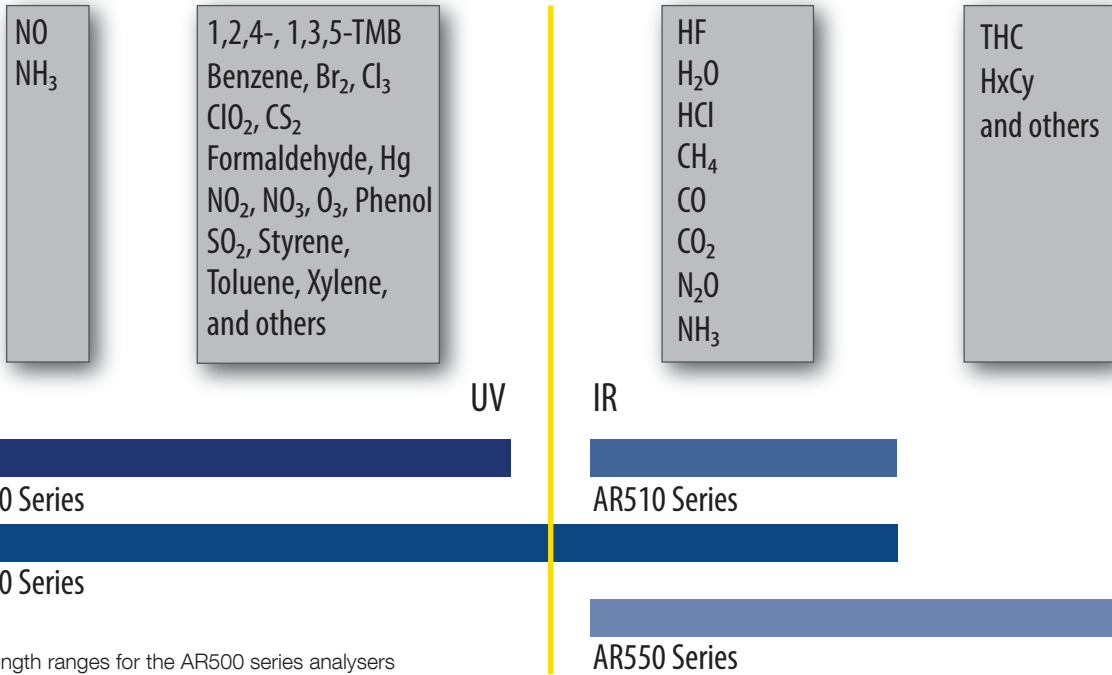 NO
NH₃
1,2,4-, 1,3,5-TMB
Benzene, Br₂, Cl₃
ClO₂, CS₂
Formaldehyde, Hg
NO₂, NO₃, O₃, Phenol
SO₂, Styrene,
Toluene, Xylene,
and others
HF
H₂O
HCl
CH₄
CO
CO₂
N₂O
NH₃
THC
HxCy
and others
UV
IR
0 Series
AR510 Series
0 Series
AR550 Series
ength ranges for the AR500 series analysers